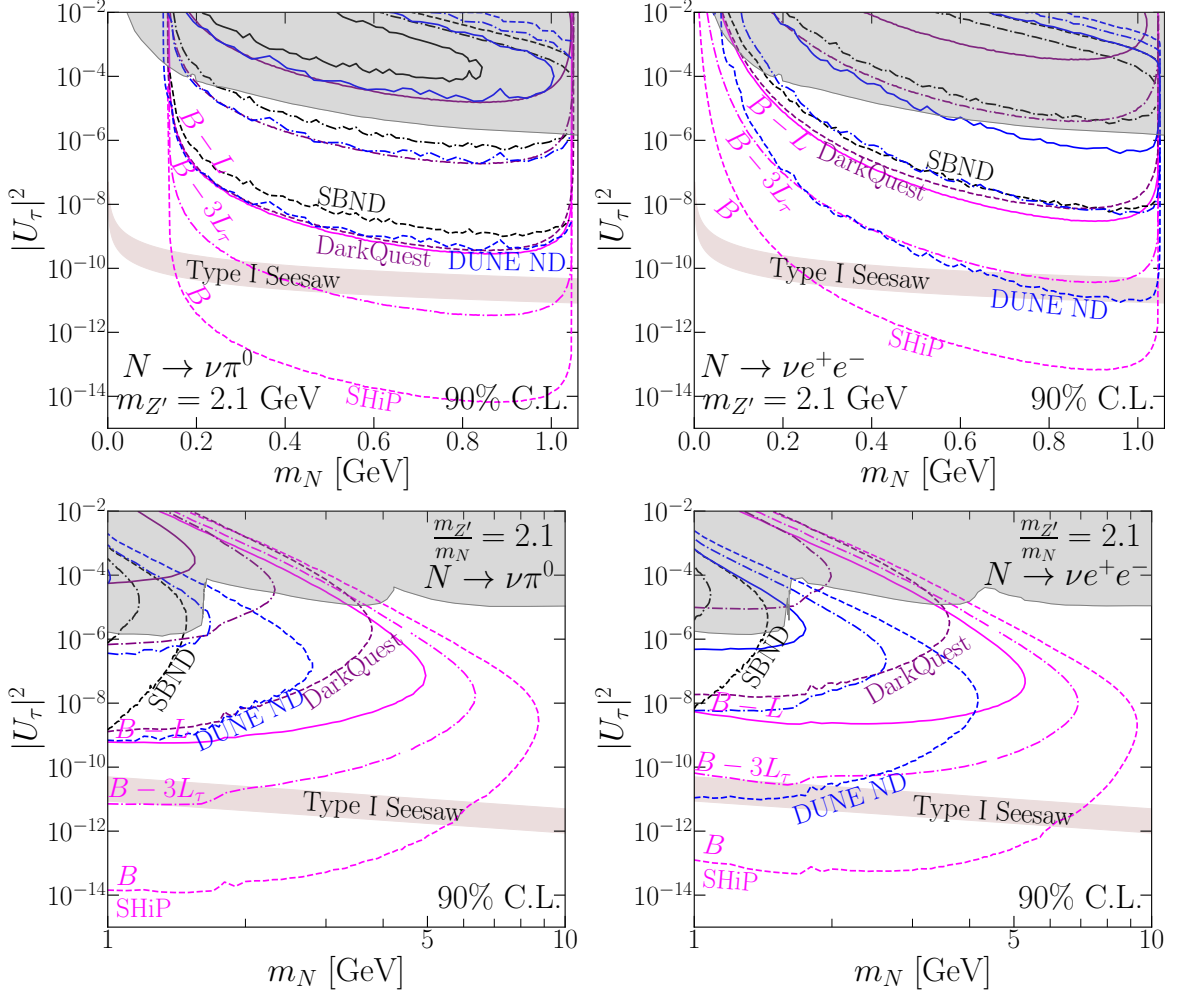 10⁻²
10⁻⁴
10⁻⁶
10⁻⁸
10⁻¹⁰
10⁻¹²
10⁻¹⁴
|U_τ|²
B − L
B − 3L_τ
B
SBND
DarkQuest
DUNE ND
Type I Seesaw
SHiP
N → νπ⁰
m_{Z′} = 2.1 GeV
90% C.L.
0.0 0.2 0.4 0.6 0.8 1.0
m_N [GeV]
10⁻²
10⁻⁴
10⁻⁶
10⁻⁸
10⁻¹⁰
10⁻¹²
10⁻¹⁴
|U_τ|²
B − L
B − 3L_τ
B
SBND
DarkQuest
DUNE ND
Type I Seesaw
SHiP
N → νe⁺e⁻
m_{Z′} = 2.1 GeV
90% C.L.
0.0 0.2 0.4 0.6 0.8 1.0
m_N [GeV]
10⁻²
10⁻⁴
10⁻⁶
10⁻⁸
10⁻¹⁰
10⁻¹²
10⁻¹⁴
|U_τ|²
m_{Z′}/m_N = 2.1
N → νπ⁰
SBND
DarkQuest
DUNE ND
B − L
B − 3L_τ
Type I Seesaw
B
SHiP
90% C.L.
1 5 10
m_N [GeV]
10⁻²
10⁻⁴
10⁻⁶
10⁻⁸
10⁻¹⁰
10⁻¹²
10⁻¹⁴
|U_τ|²
m_{Z′}/m_N = 2.1
N → νe⁺e⁻
SBND
DarkQuest
B − L
B − 3L_τ
DUNE ND
Type I Seesaw
B
SHiP
90% C.L.
1 5 10
m_N [GeV]